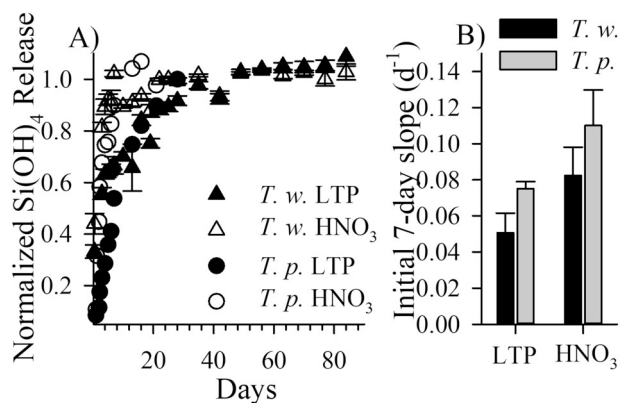 A)
Normalized Si(OH)4 Release
1.0
0.8
0.6
0.4
0.2
T. w. LTP
T. w. HNO3
T. p. LTP
T. p. HNO3
20 40 60 80
Days
B)
T. w.
T. p.
Initial 7-day slope (d-1)
0.14
0.12
0.10
0.08
0.06
0.04
0.02
0.00
LTP HNO3